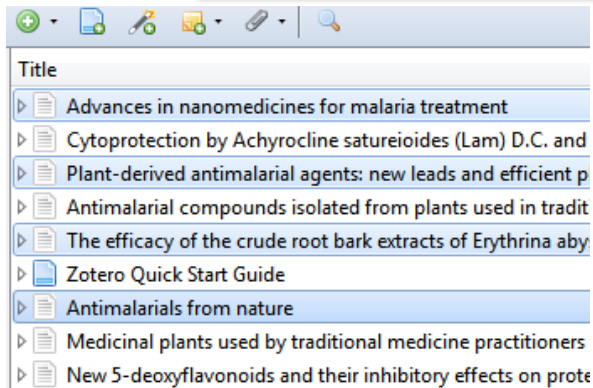 Title
Advances in nanomedicines for malaria treatment
Cytoprotection by Achyrocline satureioides (Lam) D.C. and
Plant-derived antimalarial agents: new leads and efficient p
Antimalarial compounds isolated from plants used in tradit
The efficacy of the crude root bark extracts of Erythrina aby
Zotero Quick Start Guide
Antimalarials from nature
Medicinal plants used by traditional medicine practitioners
New 5-deoxyflavonoids and their inhibitory effects on prote